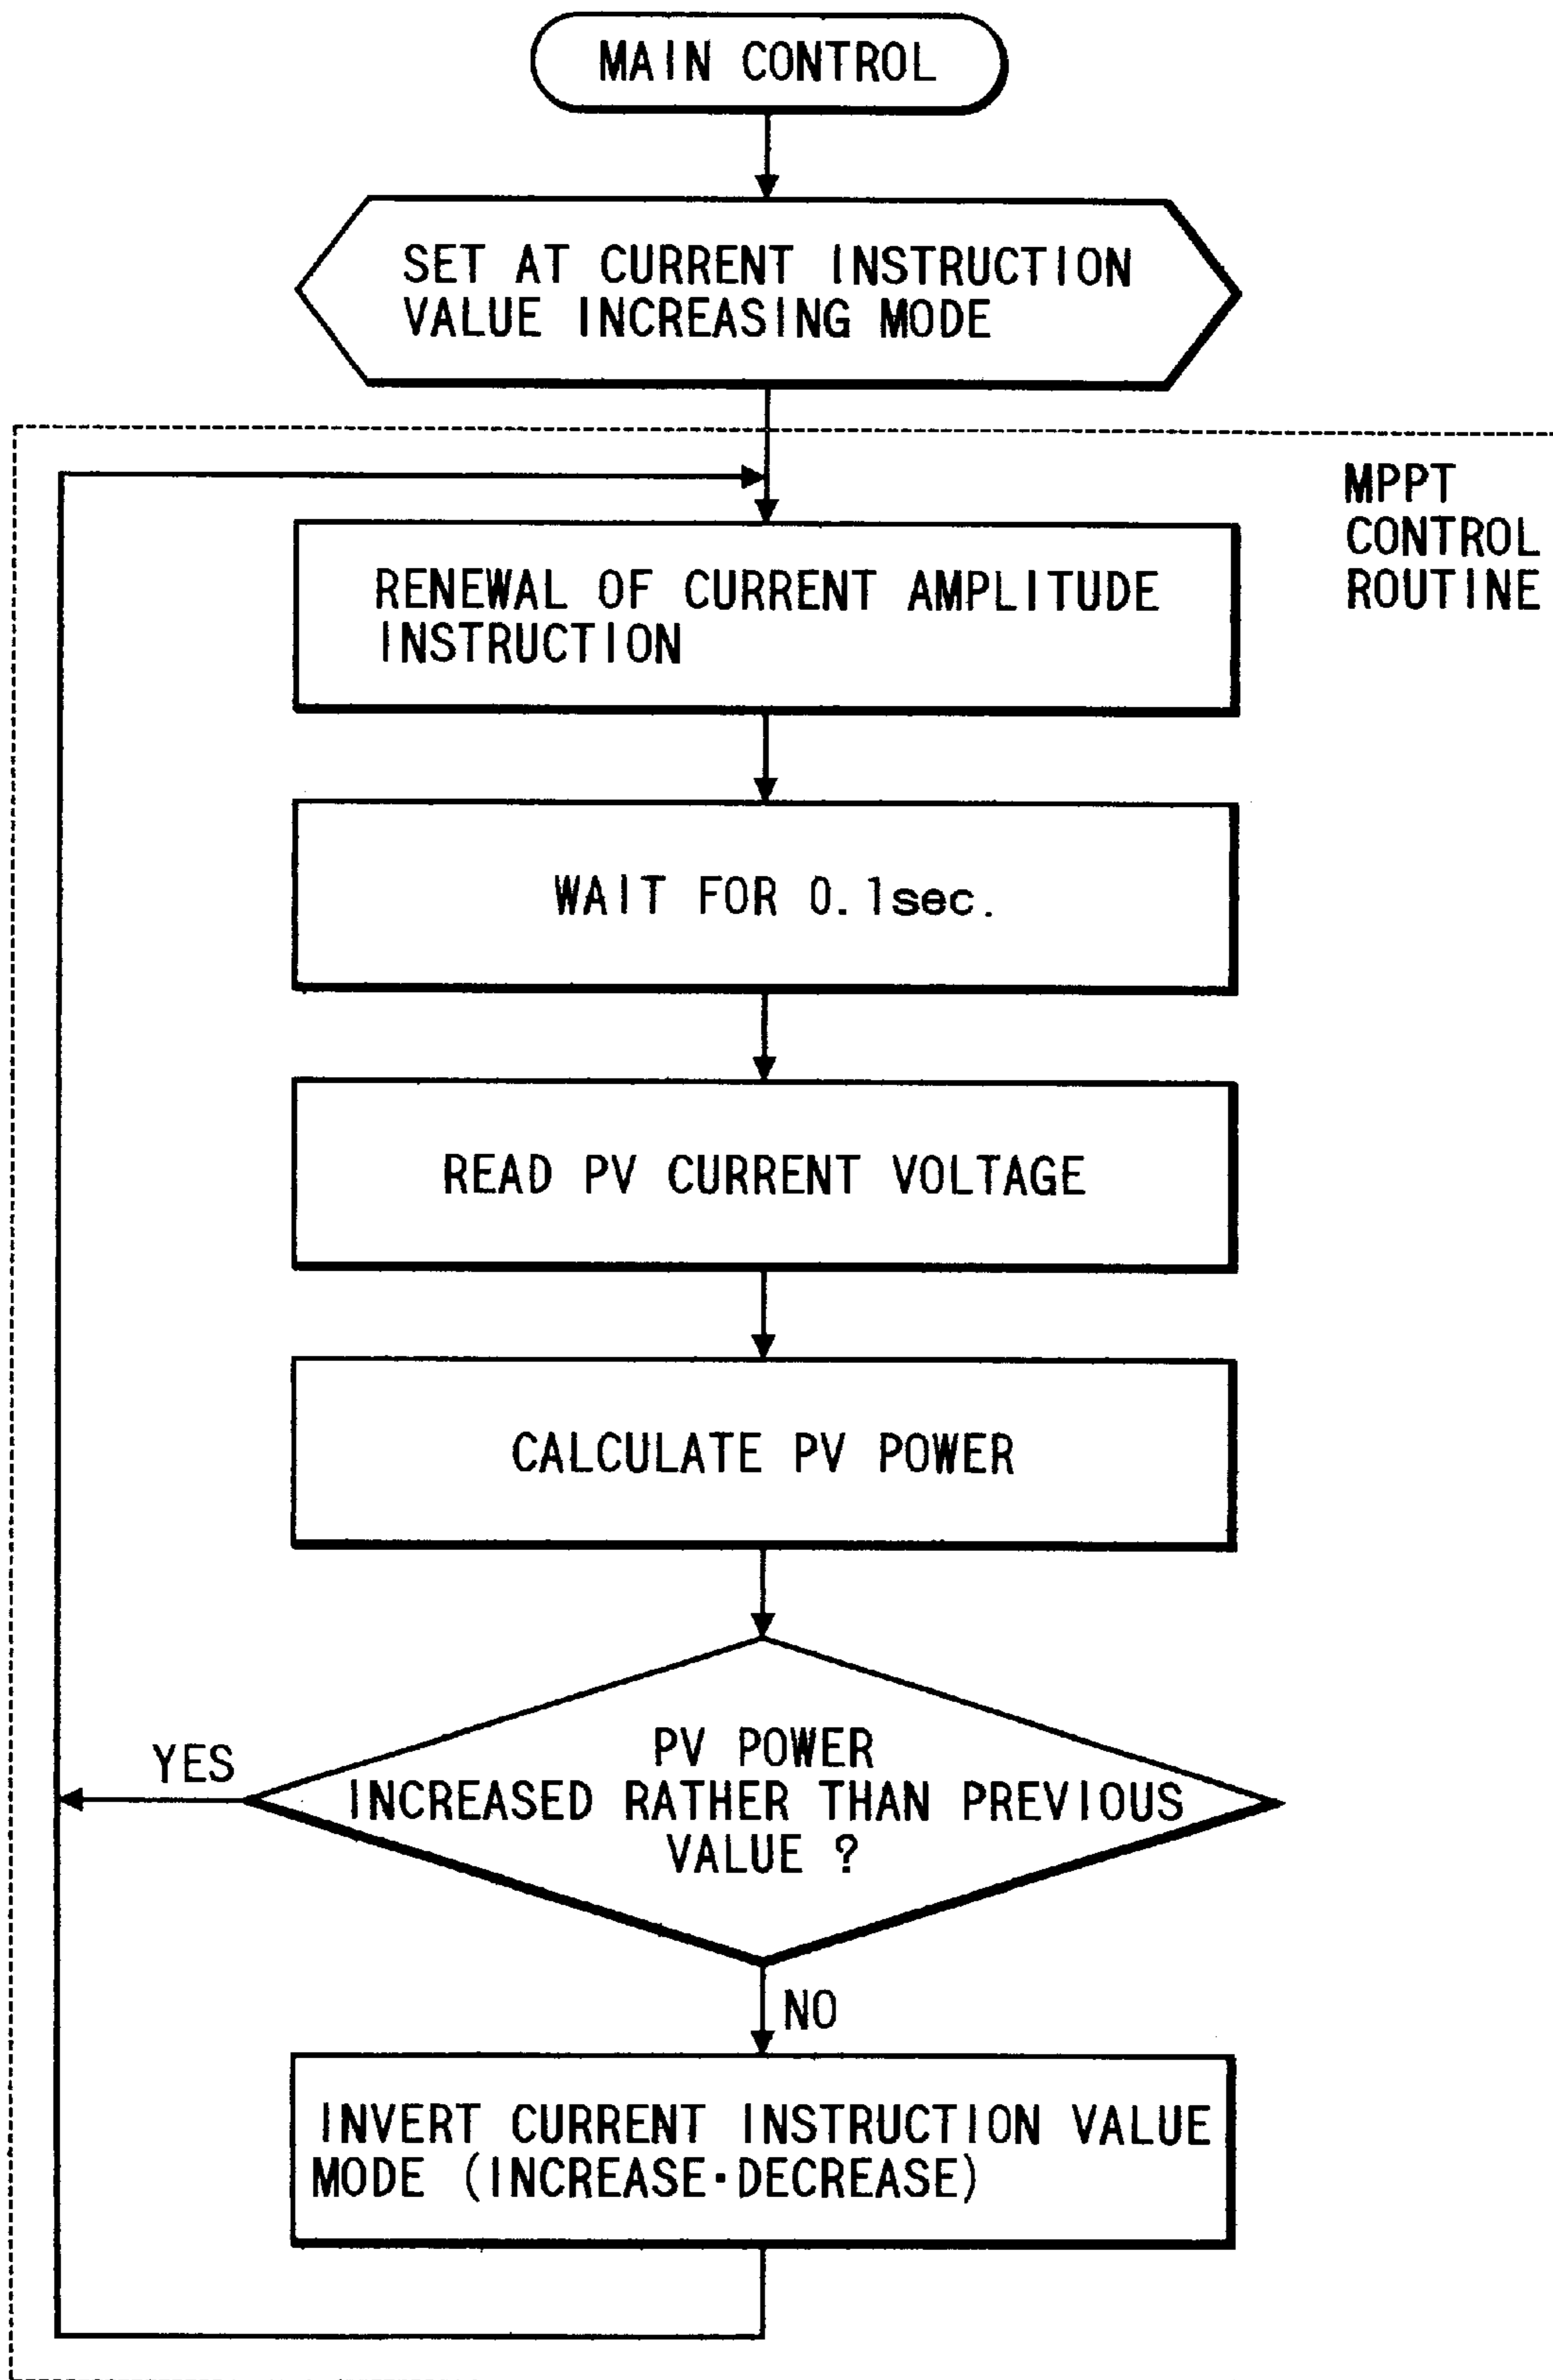 MAIN CONTROL
SET AT CURRENT INSTRUCTION
VALUE INCREASING MODE
MPPT
CONTROL
ROUTINE
RENEWAL OF CURRENT AMPLITUDE
INSTRUCTION
WAIT FOR 0.1sec.
READ PV CURRENT VOLTAGE
CALCULATE PV POWER
YES
PV POWER
INCREASED RATHER THAN PREVIOUS
VALUE ?
NO
INVERT CURRENT INSTRUCTION VALUE
MODE (INCREASE·DECREASE)